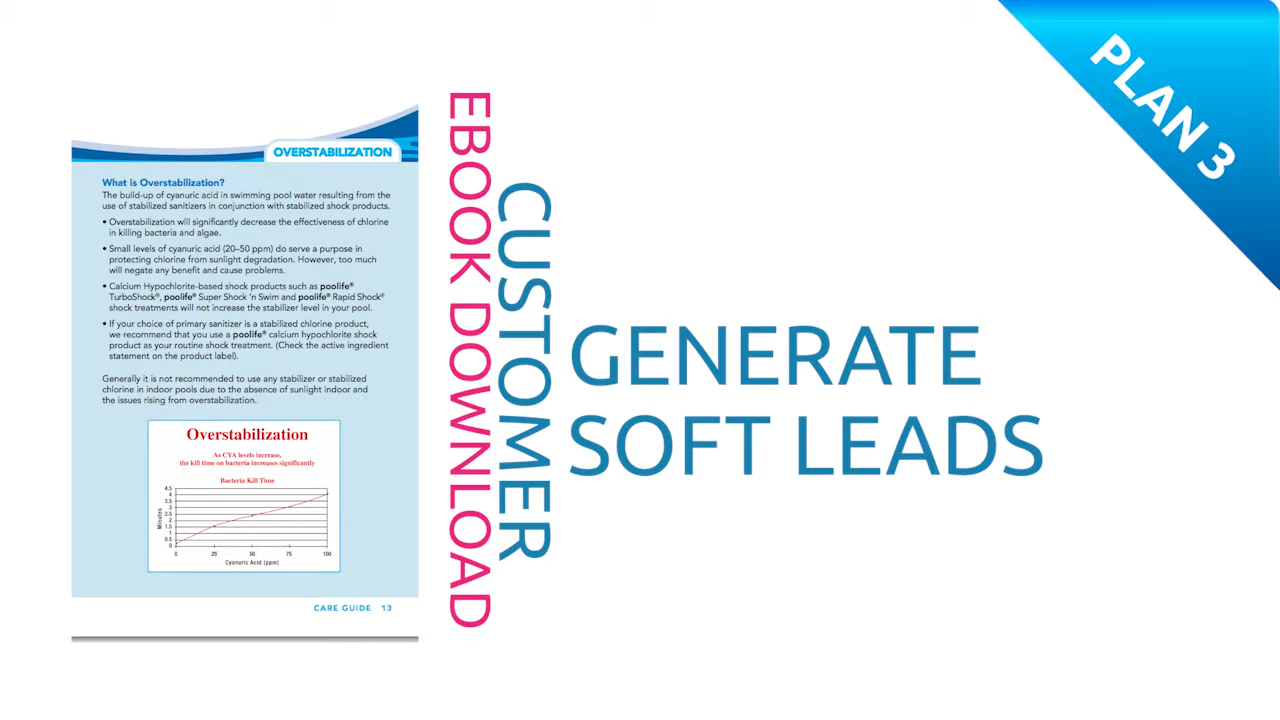 PLAN 3
OVERSTABILIZATION
What is Overstabilization?
The build-up of cyanuric acid in swimming pool water resulting from the
use of stabilized sanitizers in conjunction with stabilized shock products.
• Overstabilization will significantly decrease the effectiveness of chlorine
in killing bacteria and algae.
• Small levels of cyanuric acid (20–50 ppm) do serve a purpose in
protecting chlorine from sunlight degradation. However, too much
will negate any benefit and cause problems.
• Calcium Hypochlorite-based shock products such as poolife®
TurboShock®, poolife® Super Shock 'n Swim and poolife® Rapid Shock®
shock treatments will not increase the stabilizer level in your pool.
• If your choice of primary sanitizer is a stabilized chlorine product,
we recommend that you use a poolife® calcium hypochlorite shock
product as your routine shock treatment. (Check the active ingredient
statement on the product label).
Generally it is not recommended to use any stabilizer or stabilized
chlorine in indoor pools due to the absence of sunlight indoor and
the issues rising from overstabilization.
Overstabilization
As CYA levels increase,
the kill time on bacteria increases significantly
Bacteria Kill Time
Minutes
4.5
4
3.5
3
2.5
2
1.5
1
0.5
0
0 25 50 75 100
Cyanuric Acid (ppm)
CARE GUIDE 13
EBOOK DOWNLOAD
CUSTOMER
GENERATE
SOFT LEADS